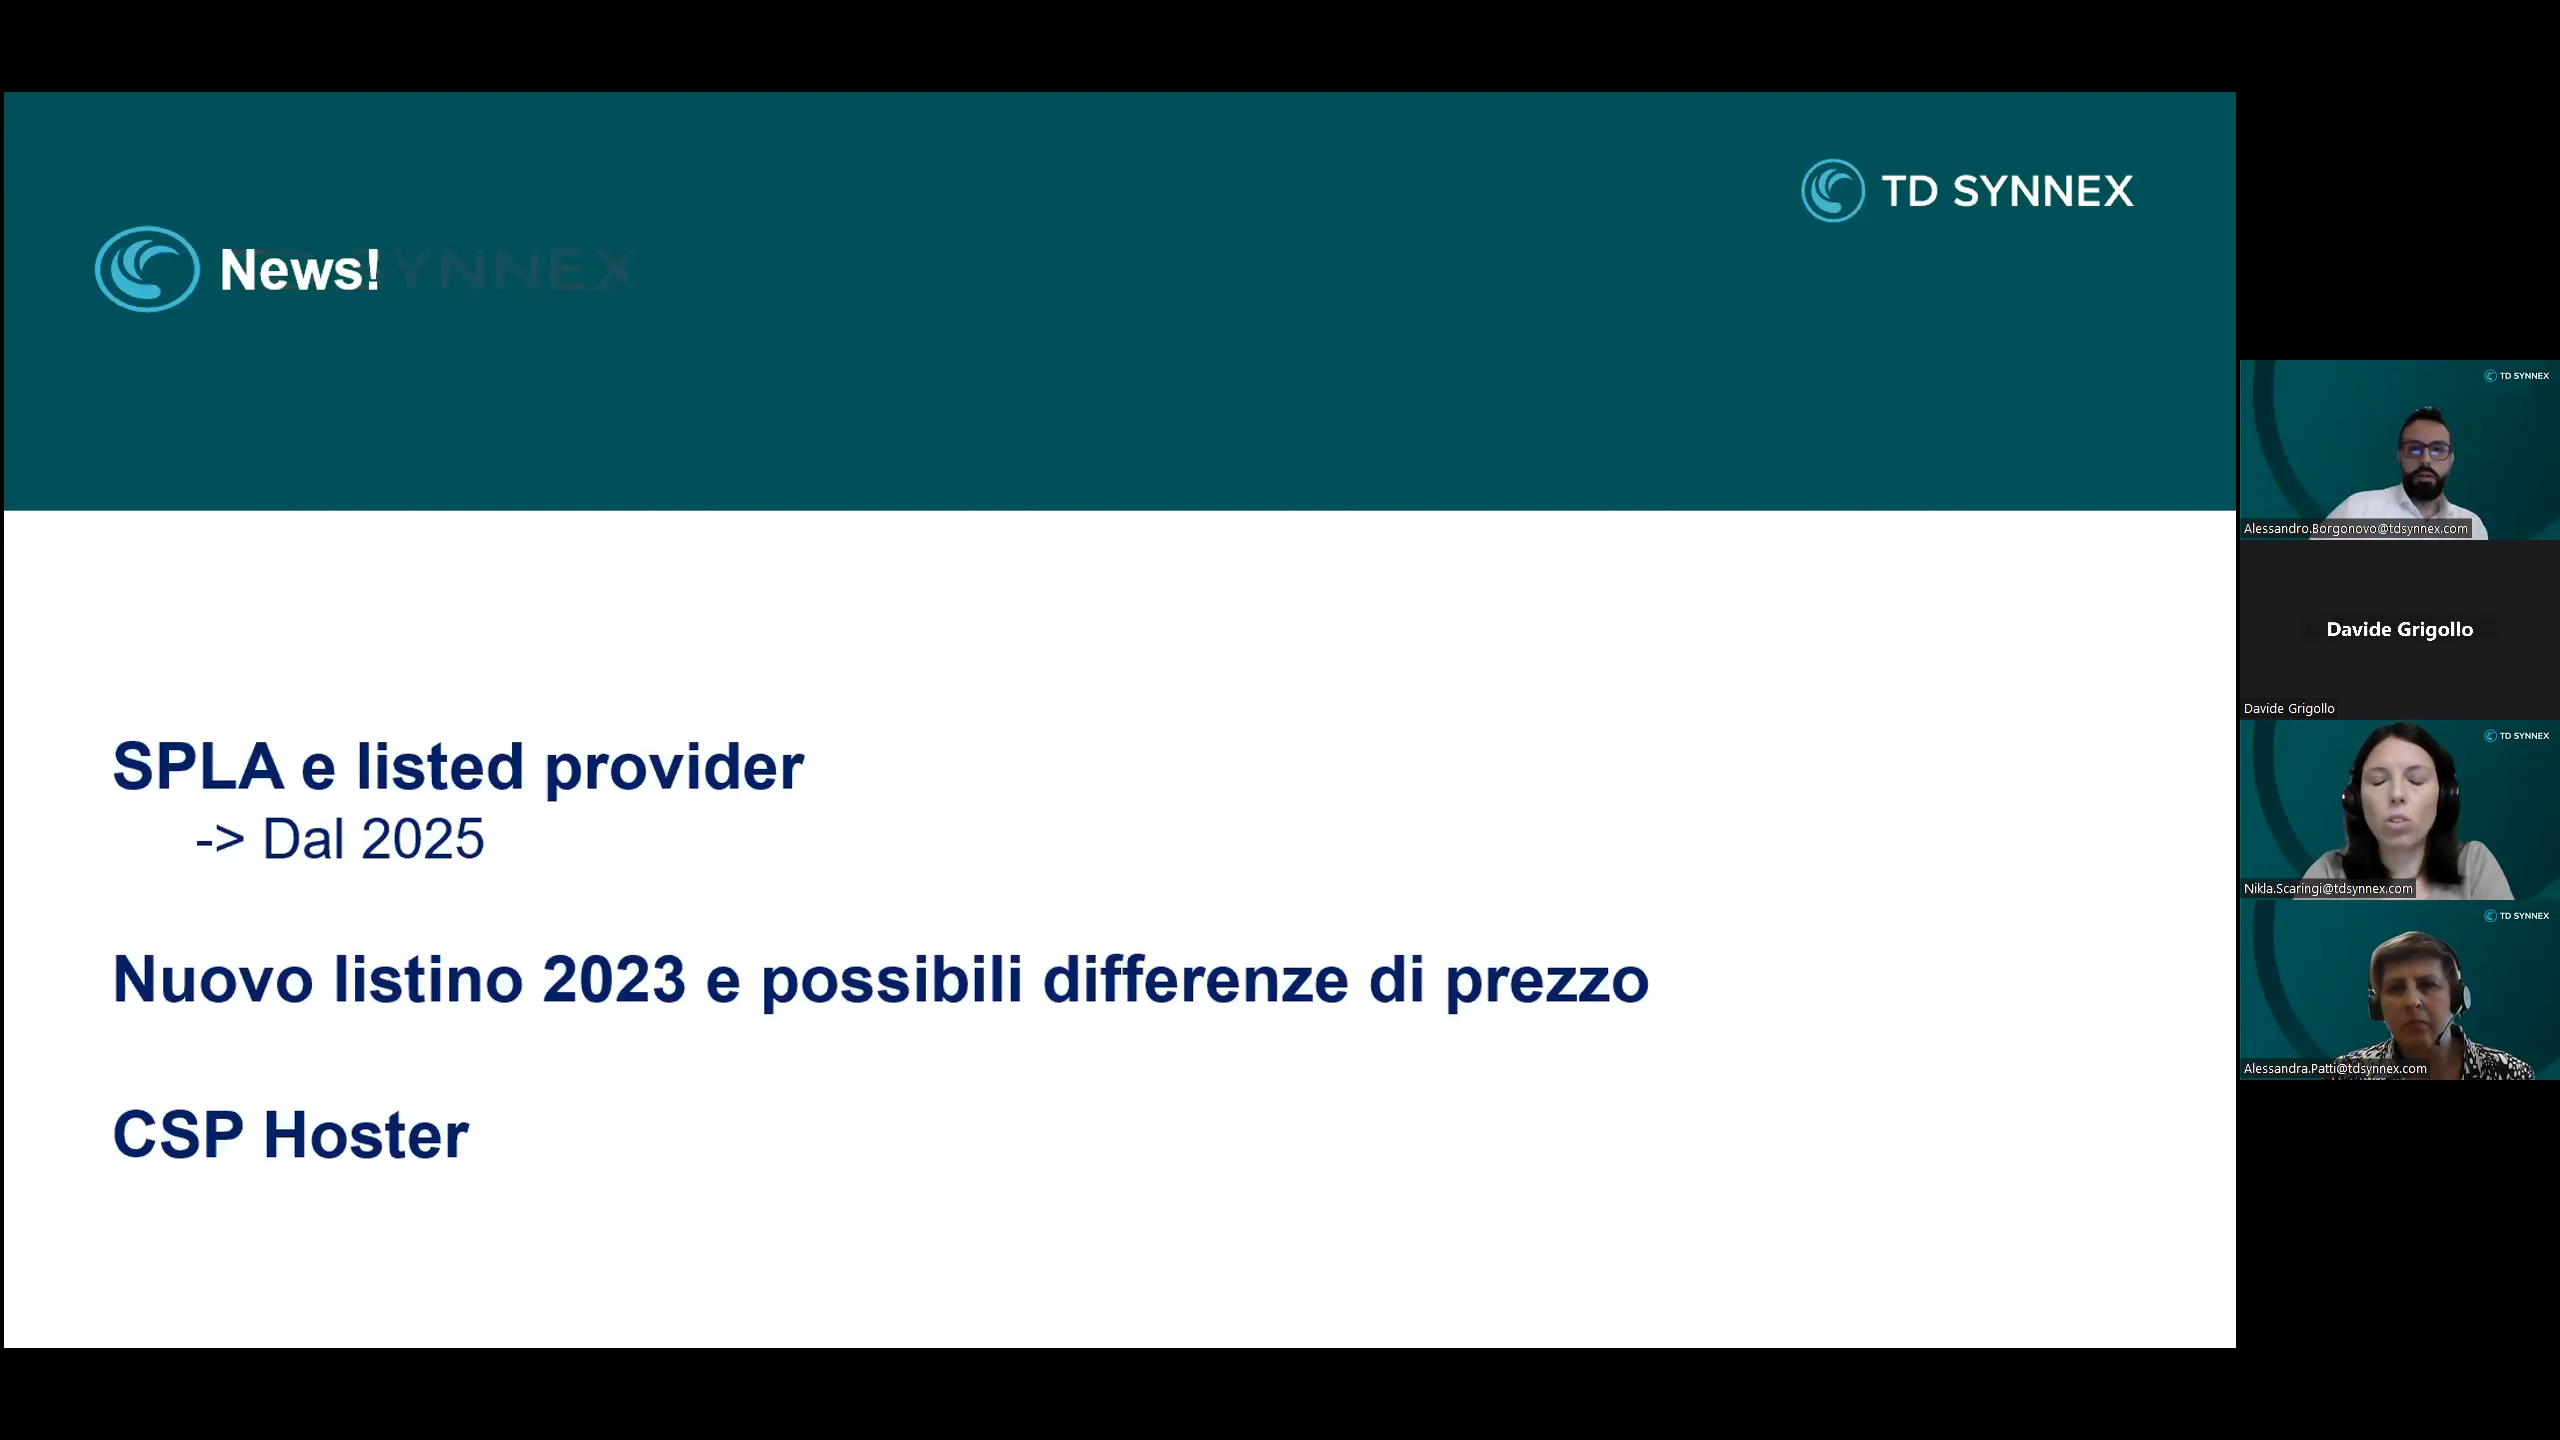 TD SYNNEX
News!
SPLA e listed provider
-> Dal 2025
Nuovo listino 2023 e possibili differenze di prezzo
CSP Hoster
TD SYNNEX
Alessandro.Borgonovo@tdsynnex.com
Davide Grigollo
Davide Grigollo
TD SYNNEX
Nikla.Scaringi@tdsynnex.com
TD SYNNEX
Alessandra.Patti@tdsynnex.com